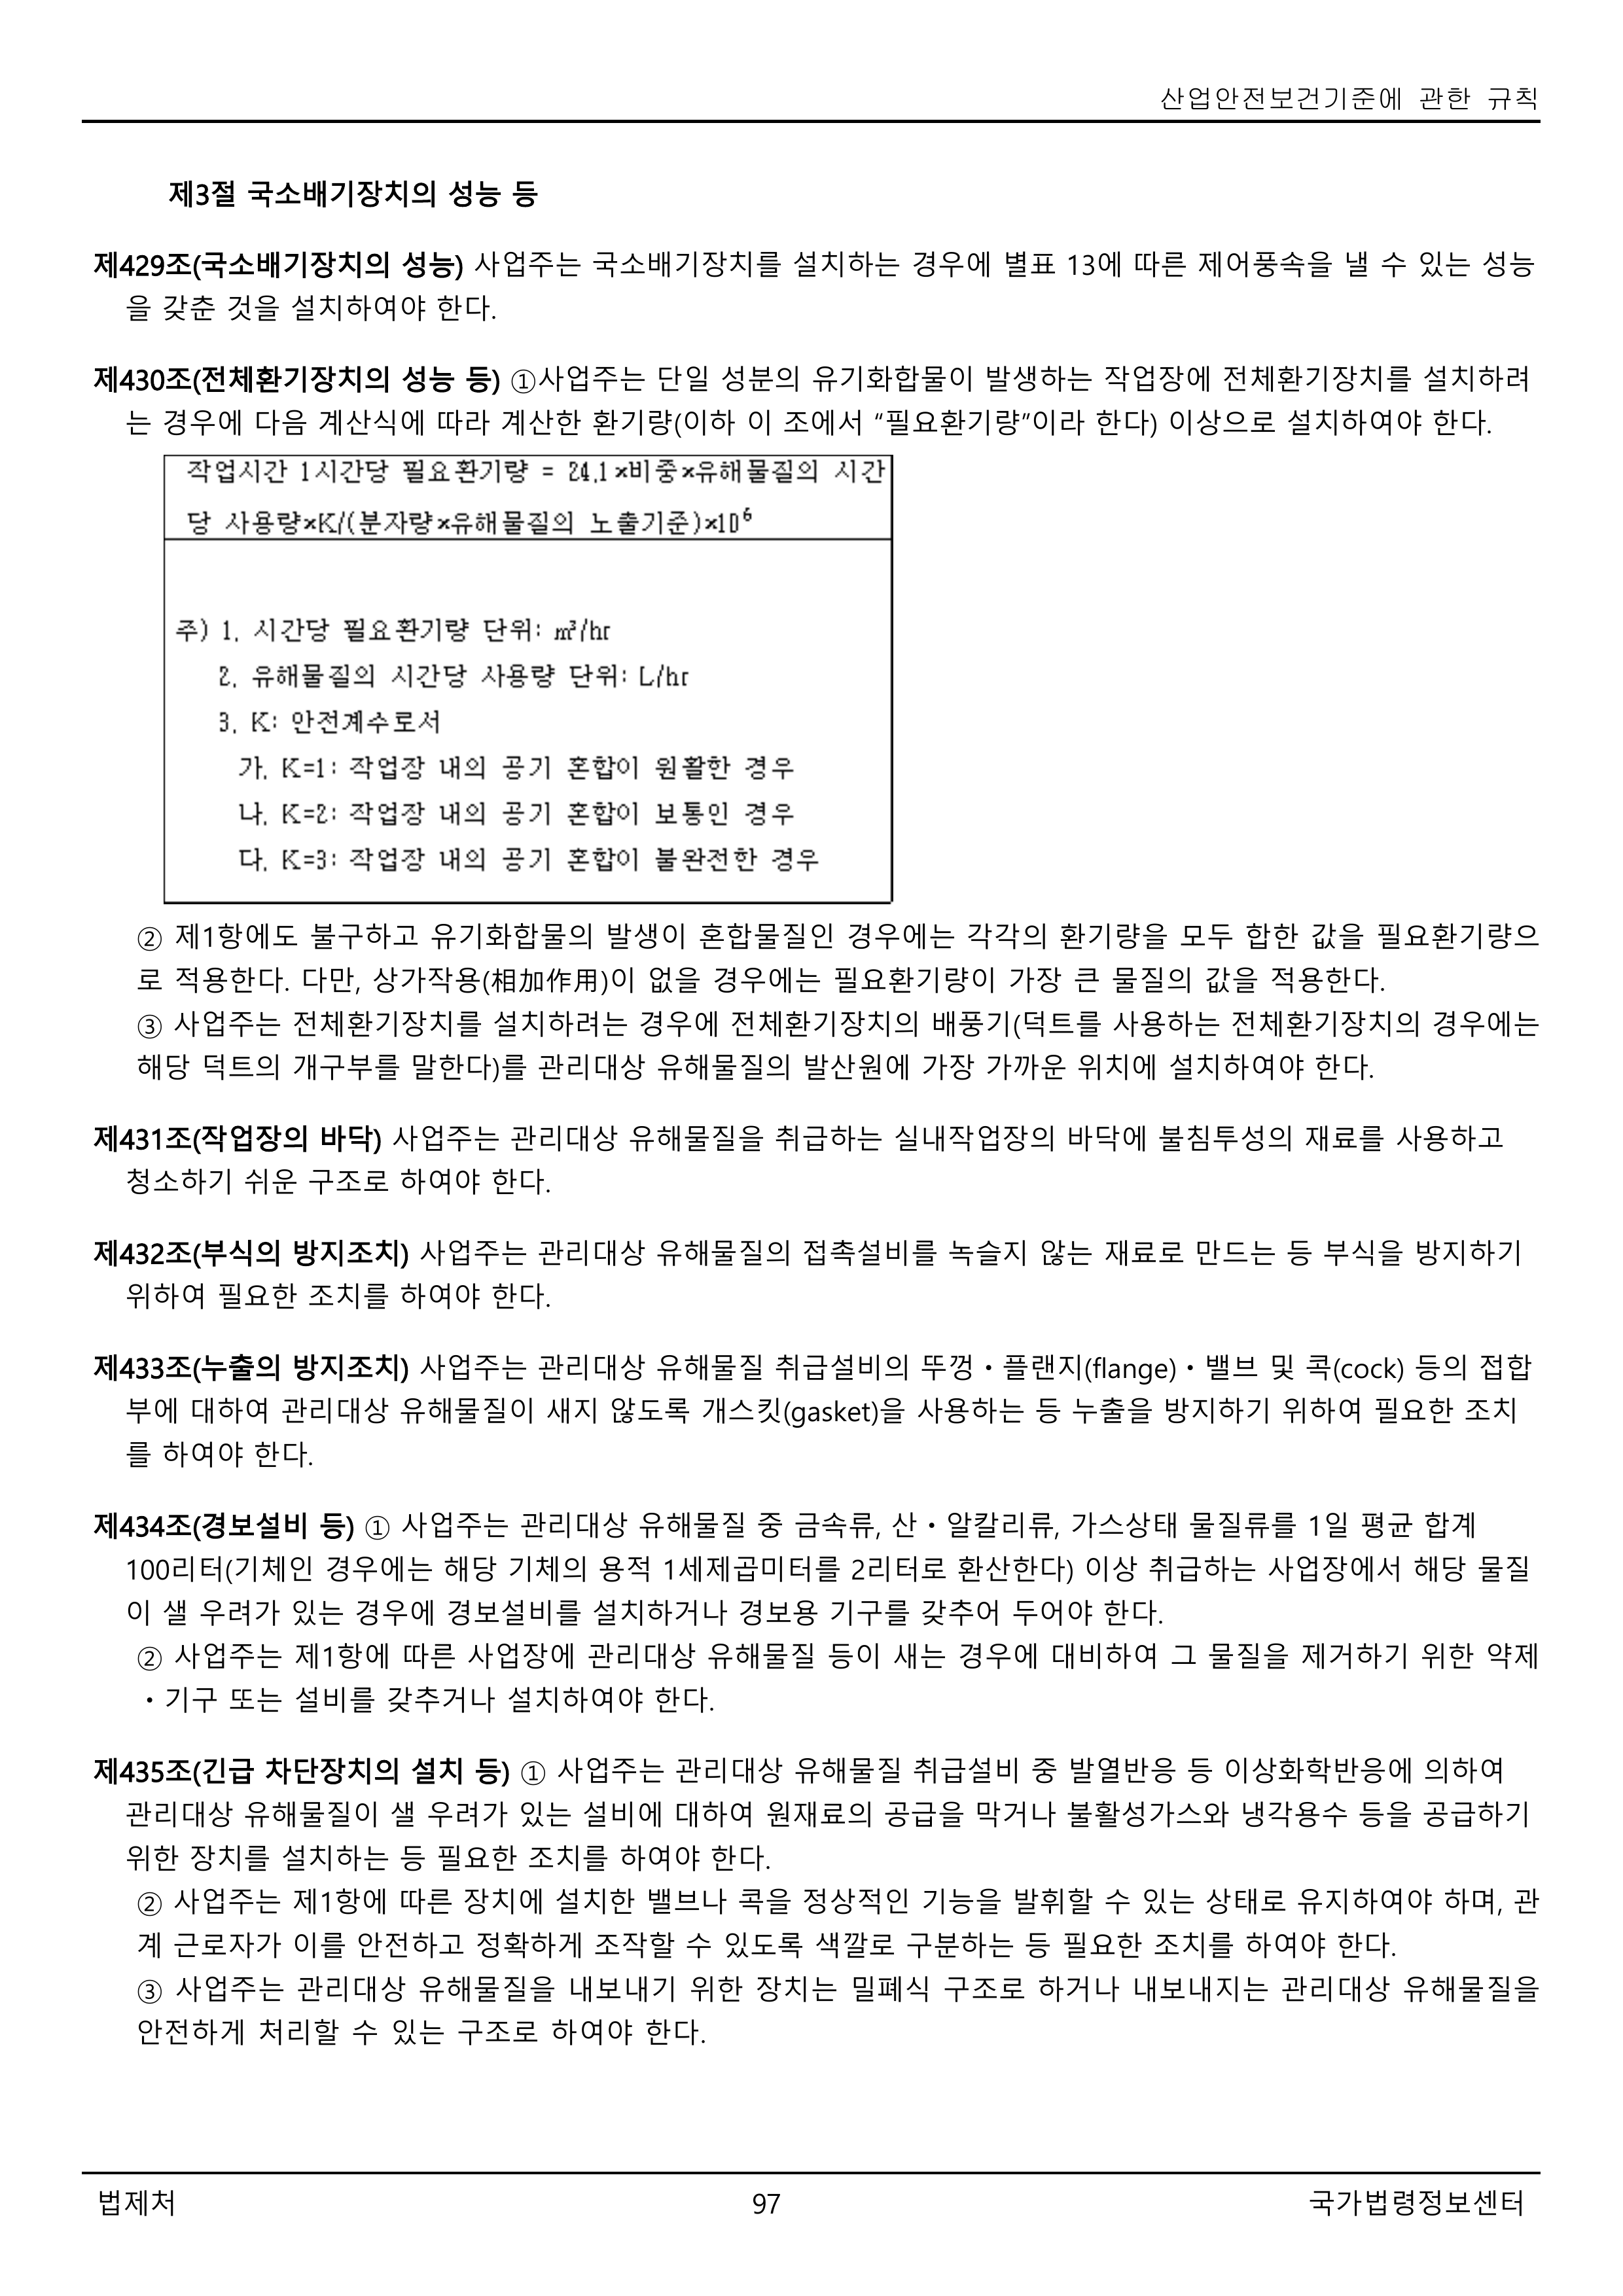 산업안전보건기준에 관한 규칙
제3절 국소배기장치의 성능 등
제429조(국소배기장치의 성능) 사업주는 국소배기장치를 설치하는 경우에 별표 13에 따른 제어풍속을 낼 수 있는 성능
을 갖춘 것을 설치하여야 한다.
제430조(전체환기장치의 성능 등) ①사업주는 단일 성분의 유기화합물이 발생하는 작업장에 전체환기장치를 설치하려
는 경우에 다음 계산식에 따라 계산한 환기량(이하 이 조에서 “필요환기량”이라 한다) 이상으로 설치하여야 한다.
작업시간 1시간당 필요환기량 = 24.1×비중×유해물질의 시간
당 사용량×K/(분자량×유해물질의 노출기준)×10⁶
주) 1. 시간당 필요환기량 단위: ㎥/hr
2. 유해물질의 시간당 사용량 단위: L/hr
3. K: 안전계수로서
가. K=1: 작업장 내의 공기 혼합이 원활한 경우
나. K=2: 작업장 내의 공기 혼합이 보통인 경우
다. K=3: 작업장 내의 공기 혼합이 불완전한 경우
② 제1항에도 불구하고 유기화합물의 발생이 혼합물질인 경우에는 각각의 환기량을 모두 합한 값을 필요환기량으
로 적용한다. 다만, 상가작용(相加作用)이 없을 경우에는 필요환기량이 가장 큰 물질의 값을 적용한다.
③ 사업주는 전체환기장치를 설치하려는 경우에 전체환기장치의 배풍기(덕트를 사용하는 전체환기장치의 경우에는
해당 덕트의 개구부를 말한다)를 관리대상 유해물질의 발산원에 가장 가까운 위치에 설치하여야 한다.
제431조(작업장의 바닥) 사업주는 관리대상 유해물질을 취급하는 실내작업장의 바닥에 불침투성의 재료를 사용하고
청소하기 쉬운 구조로 하여야 한다.
제432조(부식의 방지조치) 사업주는 관리대상 유해물질의 접촉설비를 녹슬지 않는 재료로 만드는 등 부식을 방지하기
위하여 필요한 조치를 하여야 한다.
제433조(누출의 방지조치) 사업주는 관리대상 유해물질 취급설비의 뚜껑ㆍ플랜지(flange)ㆍ밸브 및 콕(cock) 등의 접합
부에 대하여 관리대상 유해물질이 새지 않도록 개스킷(gasket)을 사용하는 등 누출을 방지하기 위하여 필요한 조치
를 하여야 한다.
제434조(경보설비 등) ① 사업주는 관리대상 유해물질 중 금속류, 산ㆍ알칼리류, 가스상태 물질류를 1일 평균 합계
100리터(기체인 경우에는 해당 기체의 용적 1세제곱미터를 2리터로 환산한다) 이상 취급하는 사업장에서 해당 물질
이 샐 우려가 있는 경우에 경보설비를 설치하거나 경보용 기구를 갖추어 두어야 한다.
② 사업주는 제1항에 따른 사업장에 관리대상 유해물질 등이 새는 경우에 대비하여 그 물질을 제거하기 위한 약제
ㆍ기구 또는 설비를 갖추거나 설치하여야 한다.
제435조(긴급 차단장치의 설치 등) ① 사업주는 관리대상 유해물질 취급설비 중 발열반응 등 이상화학반응에 의하여
관리대상 유해물질이 샐 우려가 있는 설비에 대하여 원재료의 공급을 막거나 불활성가스와 냉각용수 등을 공급하기
위한 장치를 설치하는 등 필요한 조치를 하여야 한다.
② 사업주는 제1항에 따른 장치에 설치한 밸브나 콕을 정상적인 기능을 발휘할 수 있는 상태로 유지하여야 하며, 관
계 근로자가 이를 안전하고 정확하게 조작할 수 있도록 색깔로 구분하는 등 필요한 조치를 하여야 한다.
③ 사업주는 관리대상 유해물질을 내보내기 위한 장치는 밀폐식 구조로 하거나 내보내지는 관리대상 유해물질을
안전하게 처리할 수 있는 구조로 하여야 한다.
법제처
97
국가법령정보센터